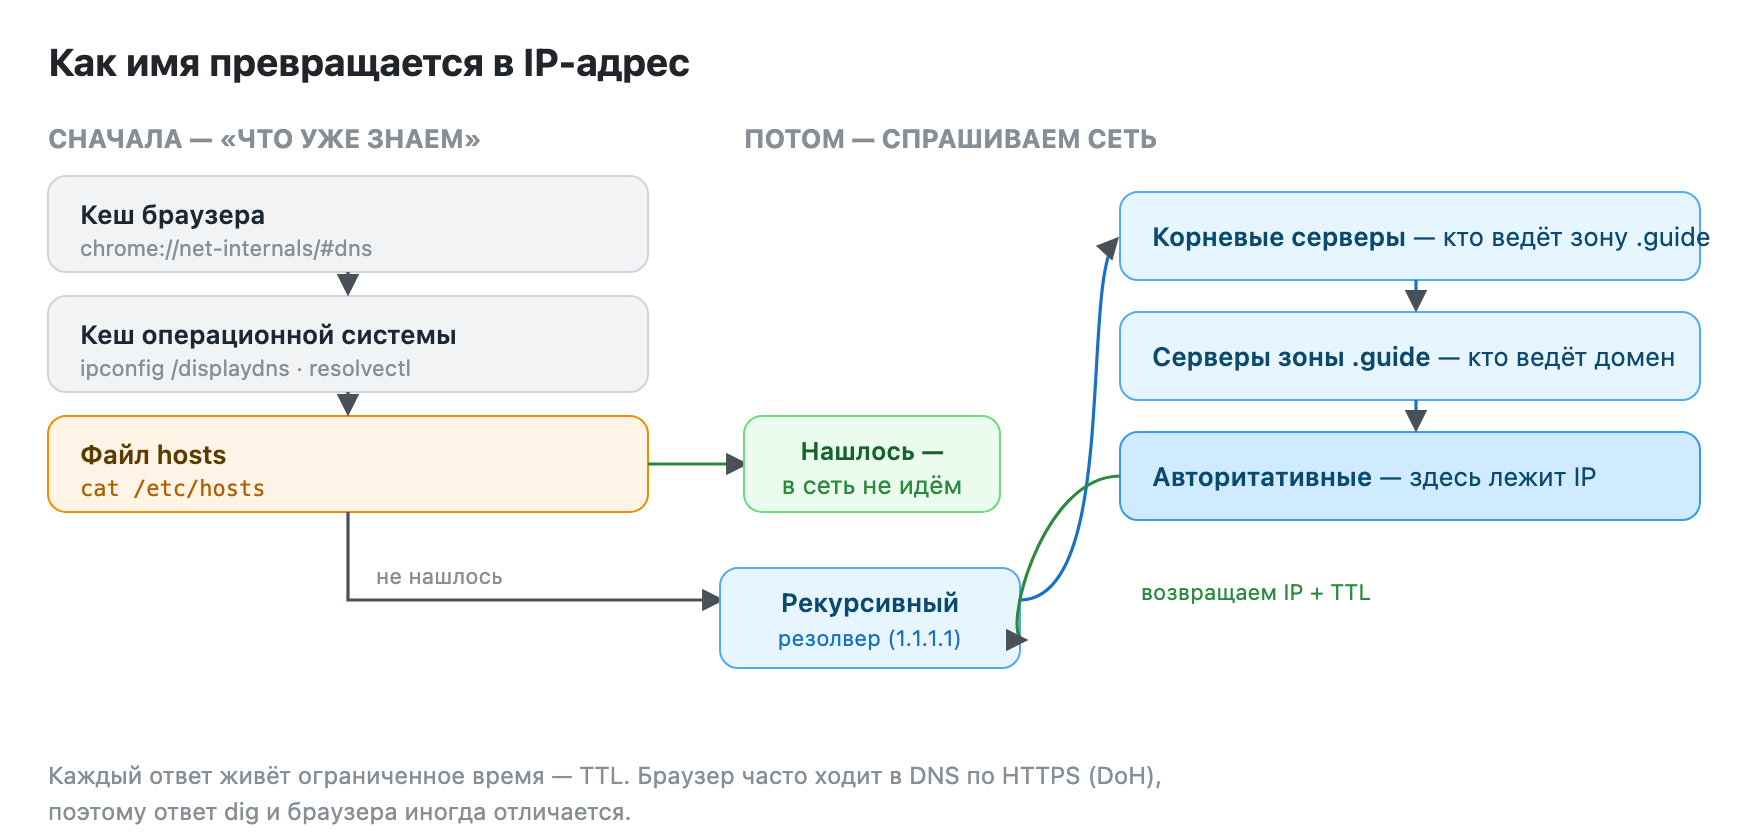 Как имя превращается в IP-адрес
СНАЧАЛА — «ЧТО УЖЕ ЗНАЕМ»
Кеш браузера
chrome://net-internals/#dns
Кеш операционной системы
ipconfig /displaydns · resolvectl
Файл hosts
cat /etc/hosts
Нашлось —
в сеть не идём
не нашлось
ПОТОМ — СПРАШИВАЕМ СЕТЬ
Рекурсивный
резолвер (1.1.1.1)
Корневые серверы — кто ведёт зону .guide
Серверы зоны .guide — кто ведёт домен
Авторитативные — здесь лежит IP
возвращаем IP + TTL
Каждый ответ живёт ограниченное время — TTL. Браузер часто ходит в DNS по HTTPS (DoH),
поэтому ответ dig и браузера иногда отличается.